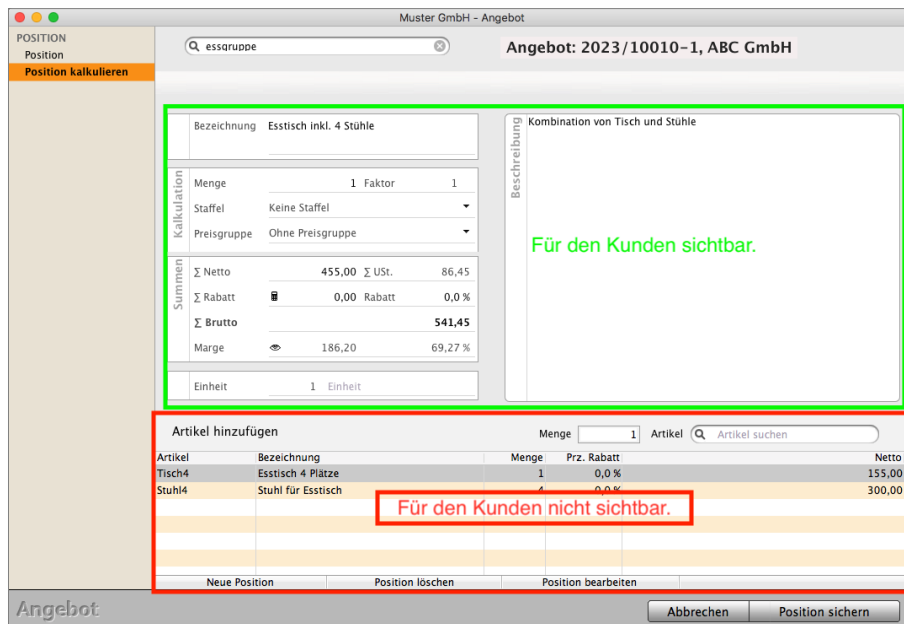 Muster GmbH - Angebot
POSITION
Position
Position kalkulieren
essgruppe
Angebot: 2023/10010-1, ABC GmbH
Bezeichnung Esstisch inkl. 4 Stühle
Beschreibung
Kombination von Tisch und Stühle
Für den Kunden sichtbar.
Kalkulation
Menge 1 Faktor 1
Staffel Keine Staffel
Preisgruppe Ohne Preisgruppe
Summen
∑ Netto 455,00 ∑ USt. 86,45
∑ Rabatt 0,00 Rabatt 0,0 %
∑ Brutto 541,45
Marge 186,20 69,27 %
Einheit 1 Einheit
Artikel hinzufügen Menge 1 Artikel Artikel suchen
Artikel Bezeichnung Menge Prz. Rabatt Netto
Tisch4 Esstisch 4 Plätze 1 0,0 % 155,00
Stuhl4 Stuhl für Esstisch 4 0,0 % 300,00
Für den Kunden nicht sichtbar.
Neue Position Position löschen Position bearbeiten
Angebot Abbrechen Position sichern